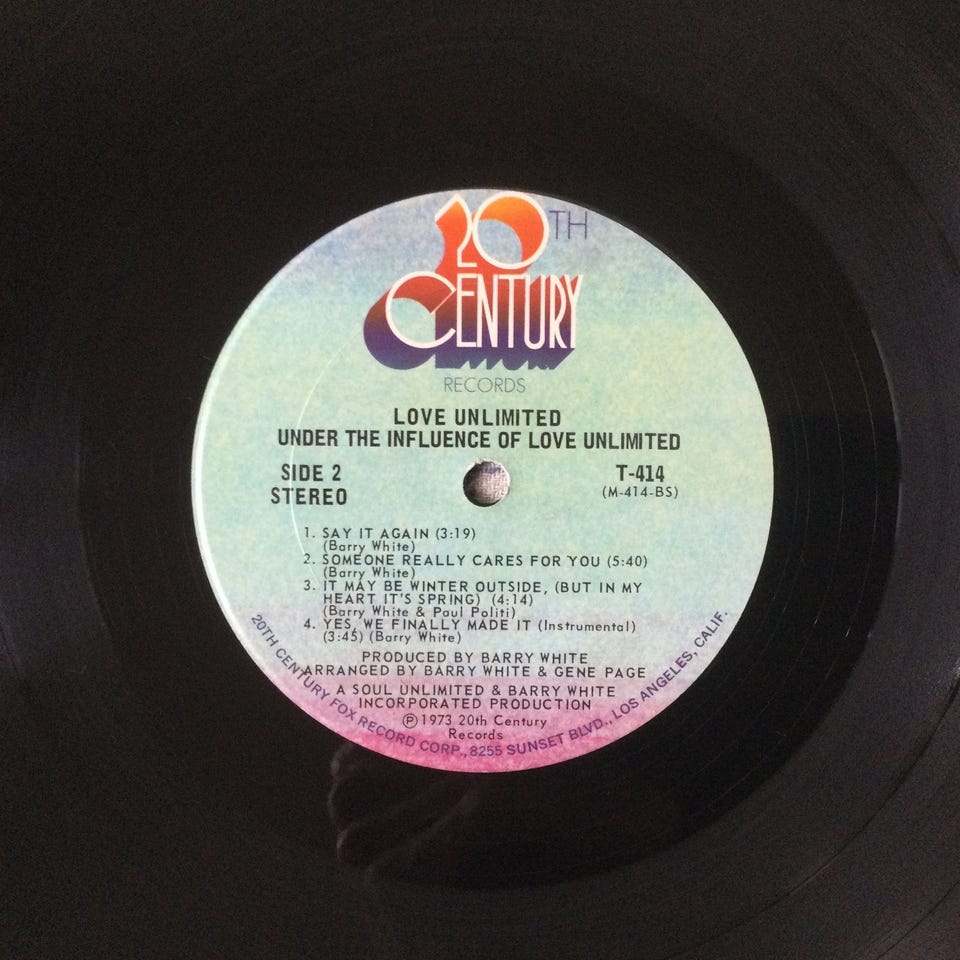 20TH
CENTURY
RECORDS
LOVE UNLIMITED
UNDER THE INFLUENCE OF LOVE UNLIMITED
SIDE 2
STEREO
T-414
(M-414-BS)
1. SAY IT AGAIN (3:19)
(Barry White)
2. SOMEONE REALLY CARES FOR YOU (5:40)
(Barry White)
3. IT MAY BE WINTER OUTSIDE, (BUT IN MY
HEART IT'S SPRING) (4:14)
(Barry White & Paul Politi)
4. YES, WE FINALLY MADE IT (Instrumental)
(3:45) (Barry White)
PRODUCED BY BARRY WHITE
ARRANGED BY BARRY WHITE & GENE PAGE
A SOUL UNLIMITED & BARRY WHITE
INCORPORATED PRODUCTION
Ⓟ 1973 20th Century
Records
20TH CENTURY FOX RECORD CORP., 8255 SUNSET BLVD., LOS ANGELES, CALIF.